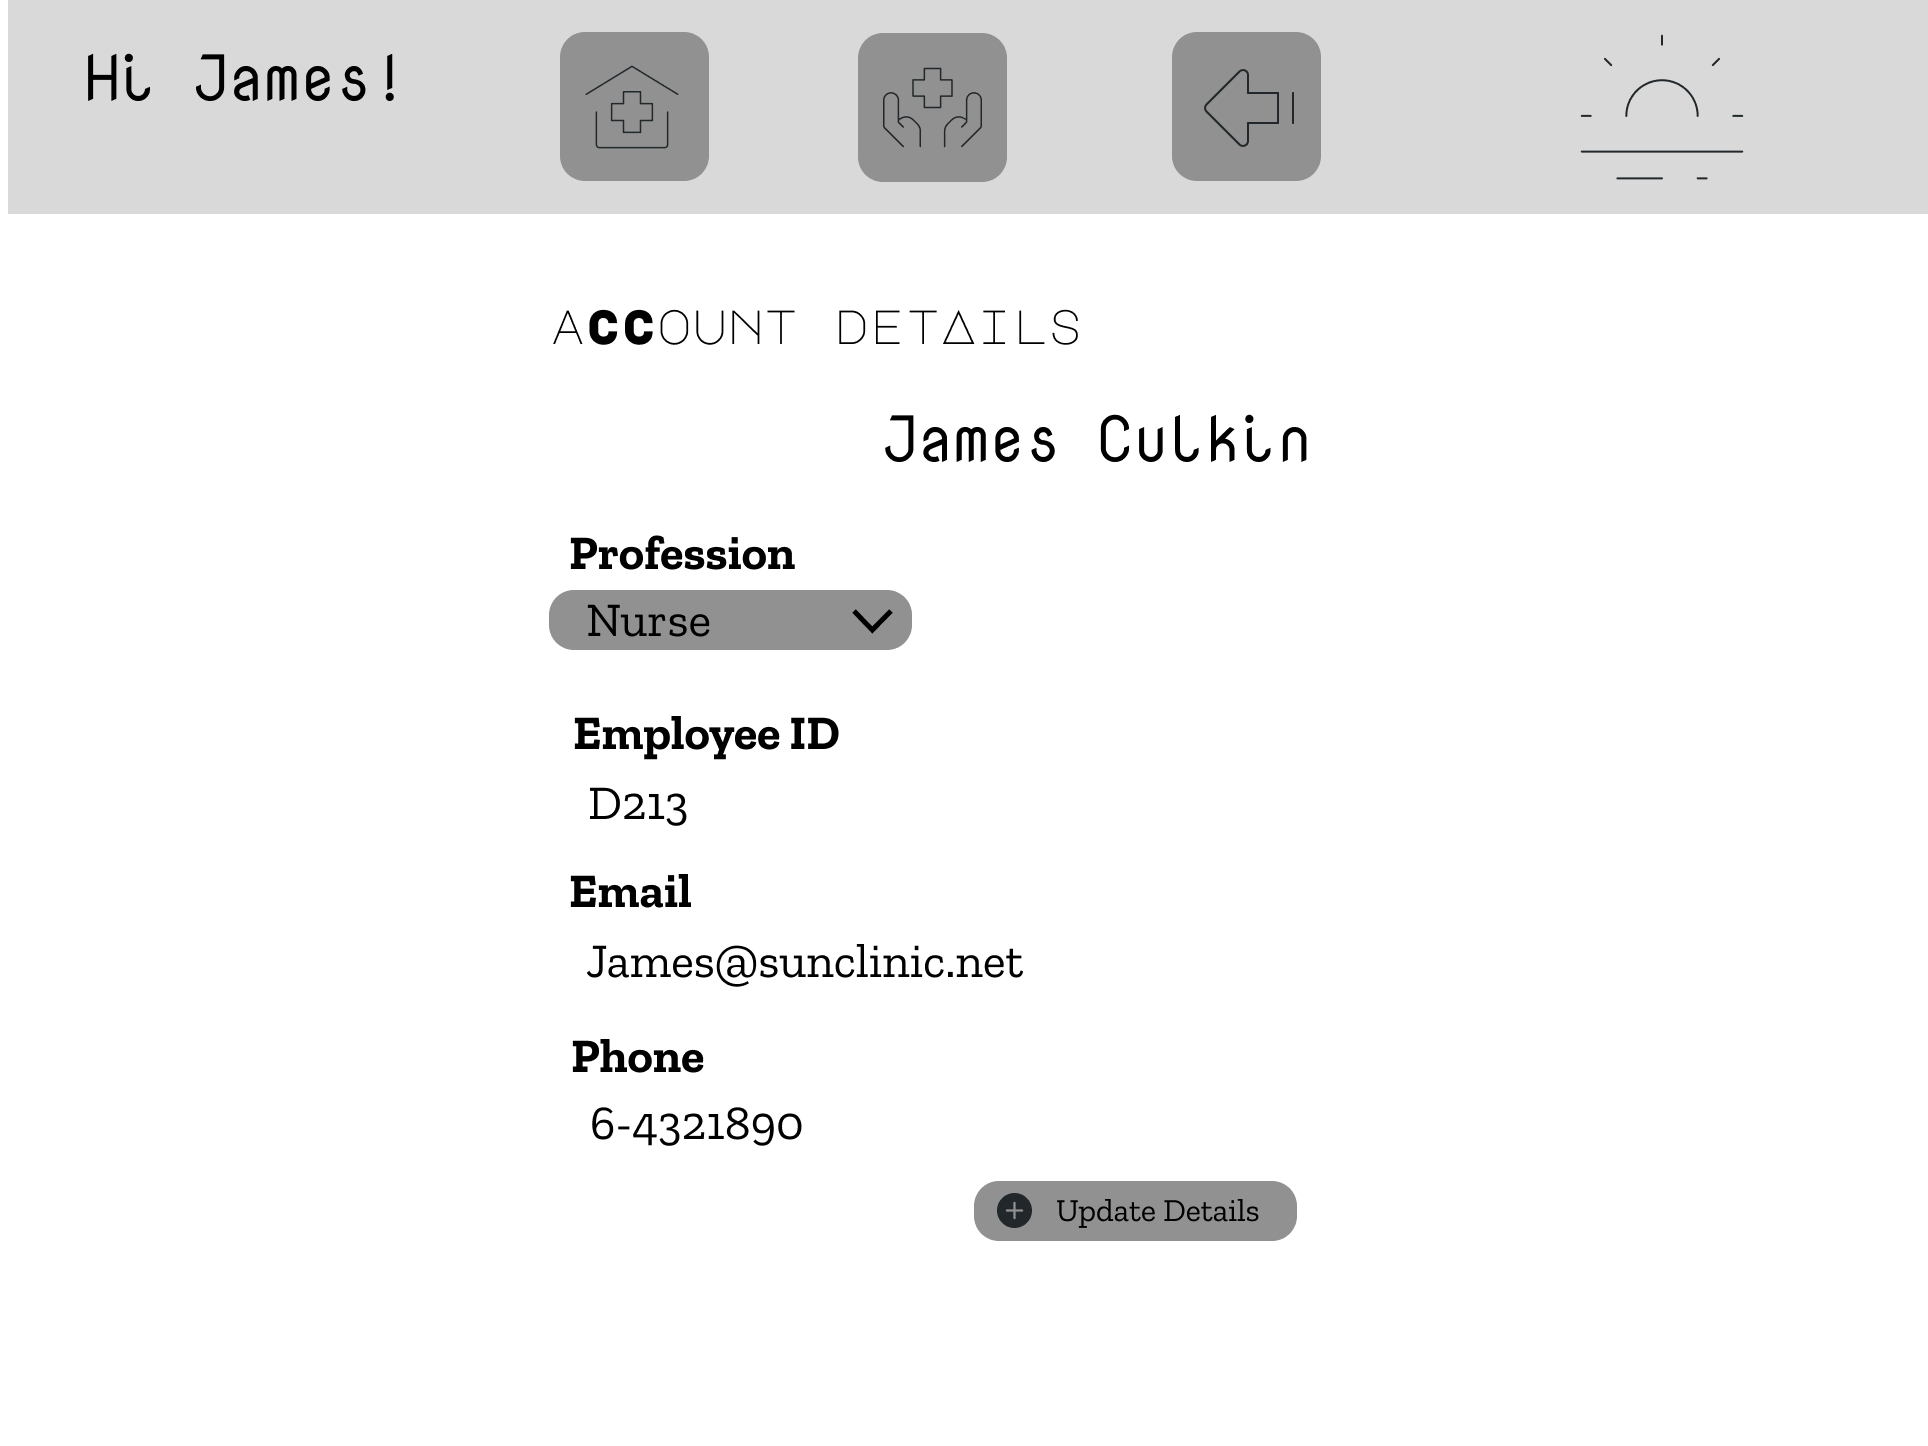 Hi James!
ACCOUNT DETAILS
James Culkin
Profession
Nurse
Employee ID
D213
Email
James@sunclinic.net
Phone
6-4321890
Update Details